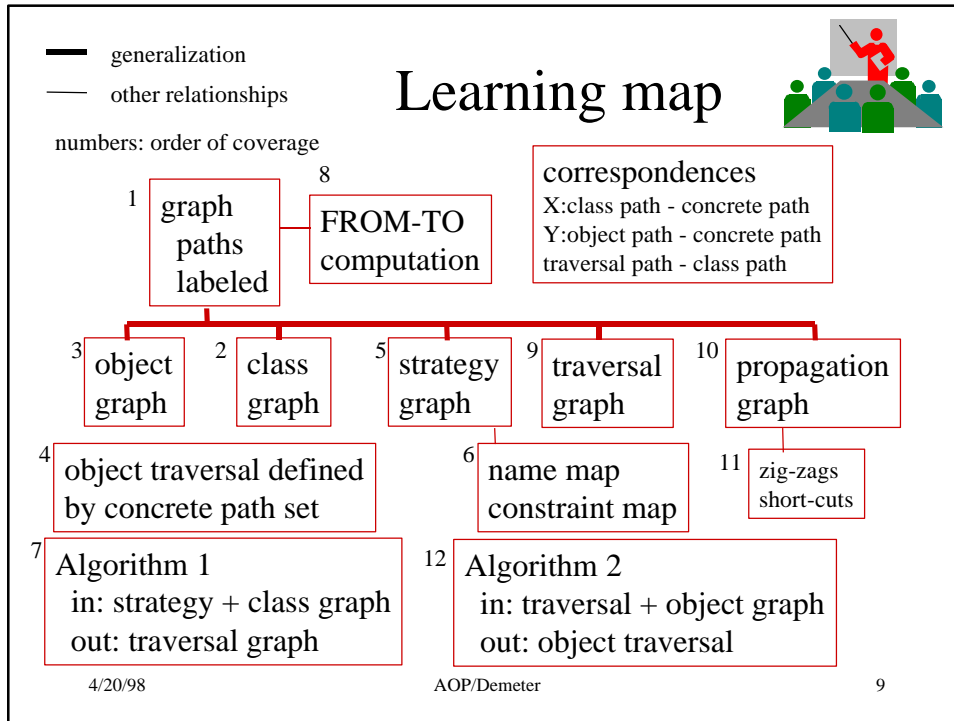 generalization
other relationships
numbers: order of coverage
Learning map
1
graph
paths
labeled
8
FROM-TO
computation
correspondences
X:class path - concrete path
Y:object path - concrete path
traversal path - class path
3
object
graph
2
class
graph
5
strategy
graph
9
traversal
graph
10
propagation
graph
4
object traversal defined
by concrete path set
6
name map
constraint map
11
zig-zags
short-cuts
7
Algorithm 1
in: strategy + class graph
out: traversal graph
12
Algorithm 2
in: traversal + object graph
out: object traversal
4/20/98
AOP/Demeter
9